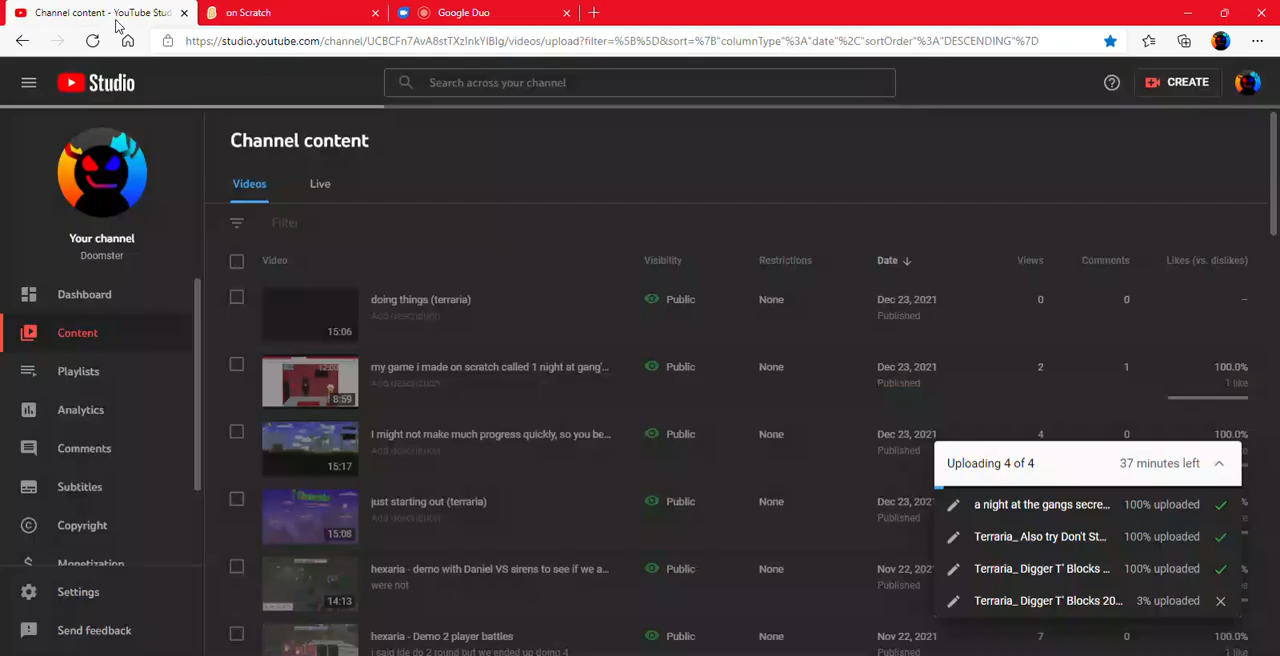 Channel content - YouTube Stud
on Scratch
Google Duo
https://studio.youtube.com/channel/UCBCFn7AvA8stTXzlnkYIBlg/videos/upload?filter=%5B%5D&sort=%7B"columnType"%3A"date"%2C"sortOrder"%3A"DESCENDING"%7D
Studio
Search across your channel
CREATE
Your channel
Doomster
Dashboard
Content
Playlists
Analytics
Comments
Subtitles
Copyright
Monetization
Settings
Send feedback
Channel content
Videos Live
Filter
Video Visibility Restrictions Date Views Comments Likes (vs. dislikes)
15:06 doing things (terraria) Public None Dec 23, 2021 0 0 –
Add description Published
my game i made on scratch called 1 night at gang'... Public None Dec 23, 2021 2 1 100.0%
Add description Published 1 like
12:00
8:59
I might not make much progress quickly, so you be... Public None Dec 23, 2021 4 0 100.0%
Add description Published
15:17
just starting out (terraria) Public None Dec 23, 2021
Add description Published
15:08
hexaria - demo with Daniel VS sirens to see if we a... Public None Nov 22, 2021
were not Published
14:13
hexaria - Demo 2 player battles Public None Nov 22, 2021 7 0 100.0%
i said ide do 2 round but we ended up doing 4 Published 1 like
Uploading 4 of 4 37 minutes left
a night at the gangs secre... 100% uploaded
Terraria_ Also try Don't St... 100% uploaded
Terraria_ Digger T' Blocks ... 100% uploaded
Terraria_ Digger T' Blocks 20... 3% uploaded